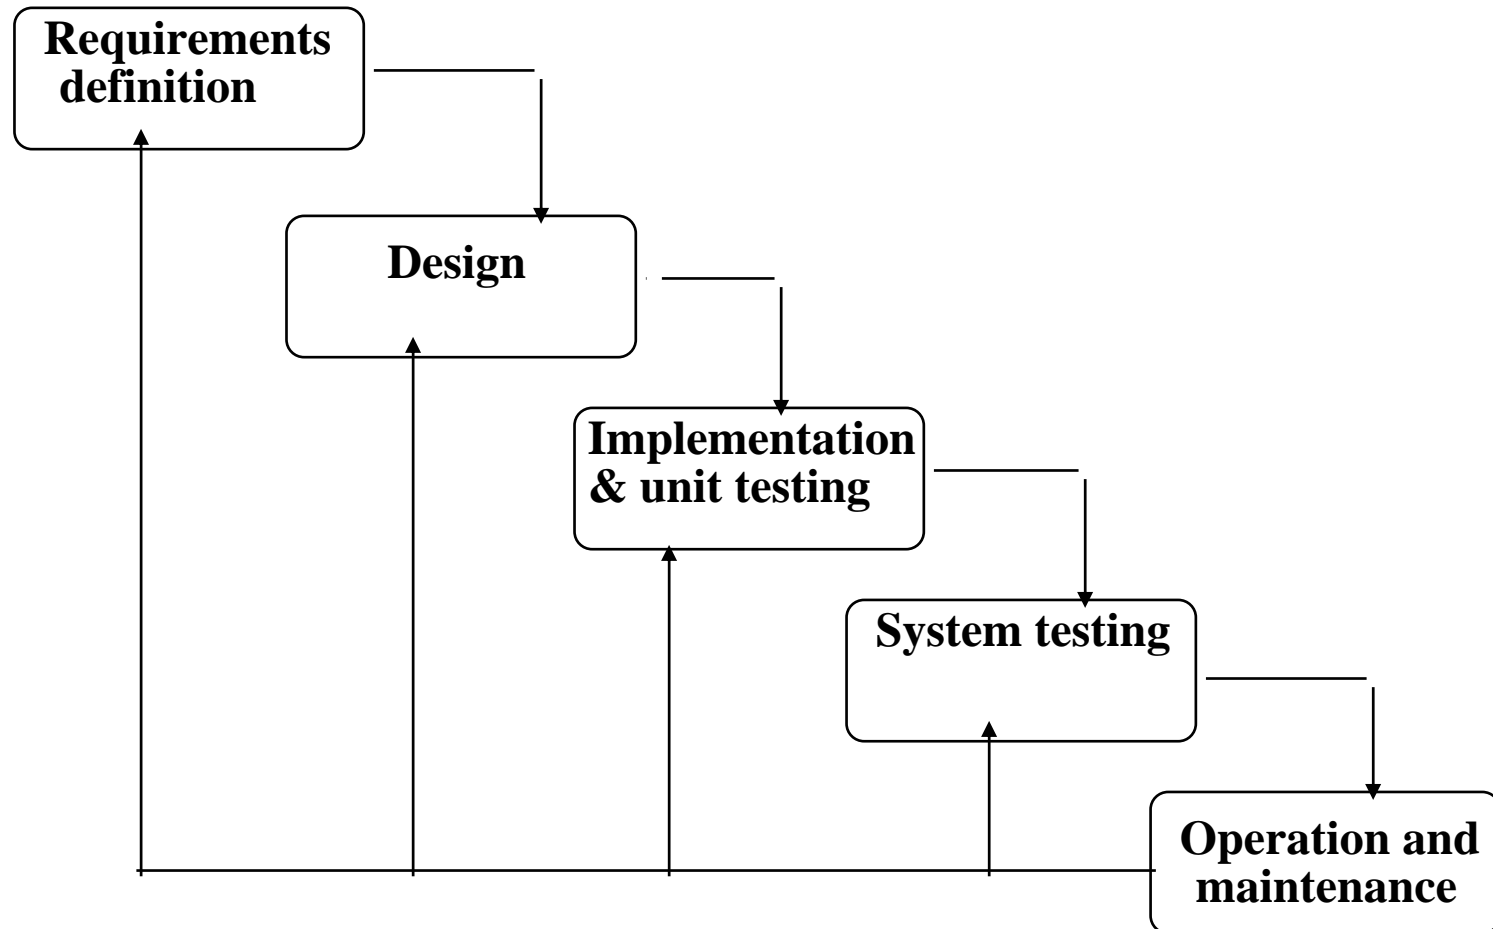 Requirements
definition
Design
Implementation
& unit testing
System testing
Operation and
maintenance